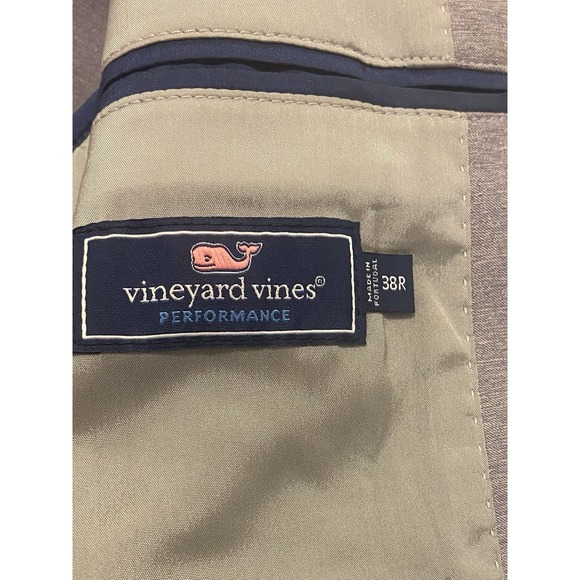 vineyard vines®
PERFORMANCE
MADE IN
PORTUGAL
38R